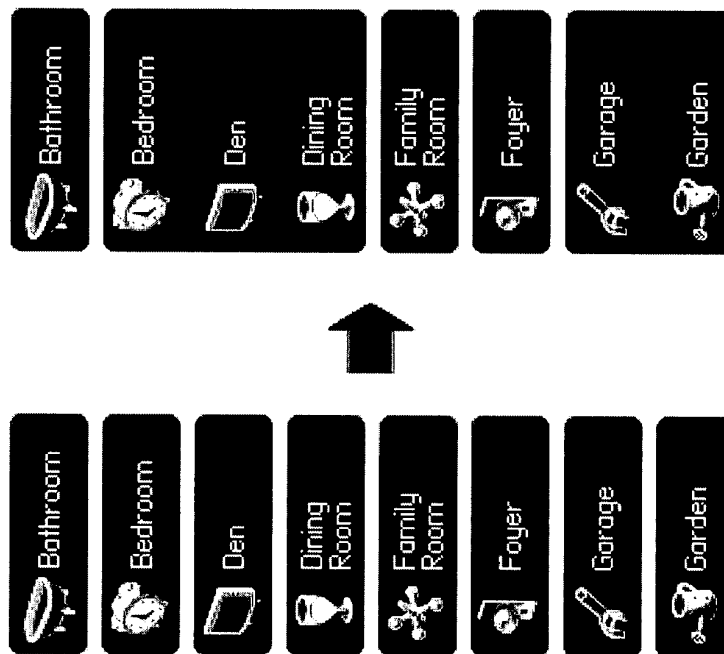 Bathroom
Bedroom
Den
Dining
Room
Family
Room
Foyer
Garage
Garden
Bathroom
Bedroom
Den
Dining
Room
Family
Room
Foyer
Garage
Garden